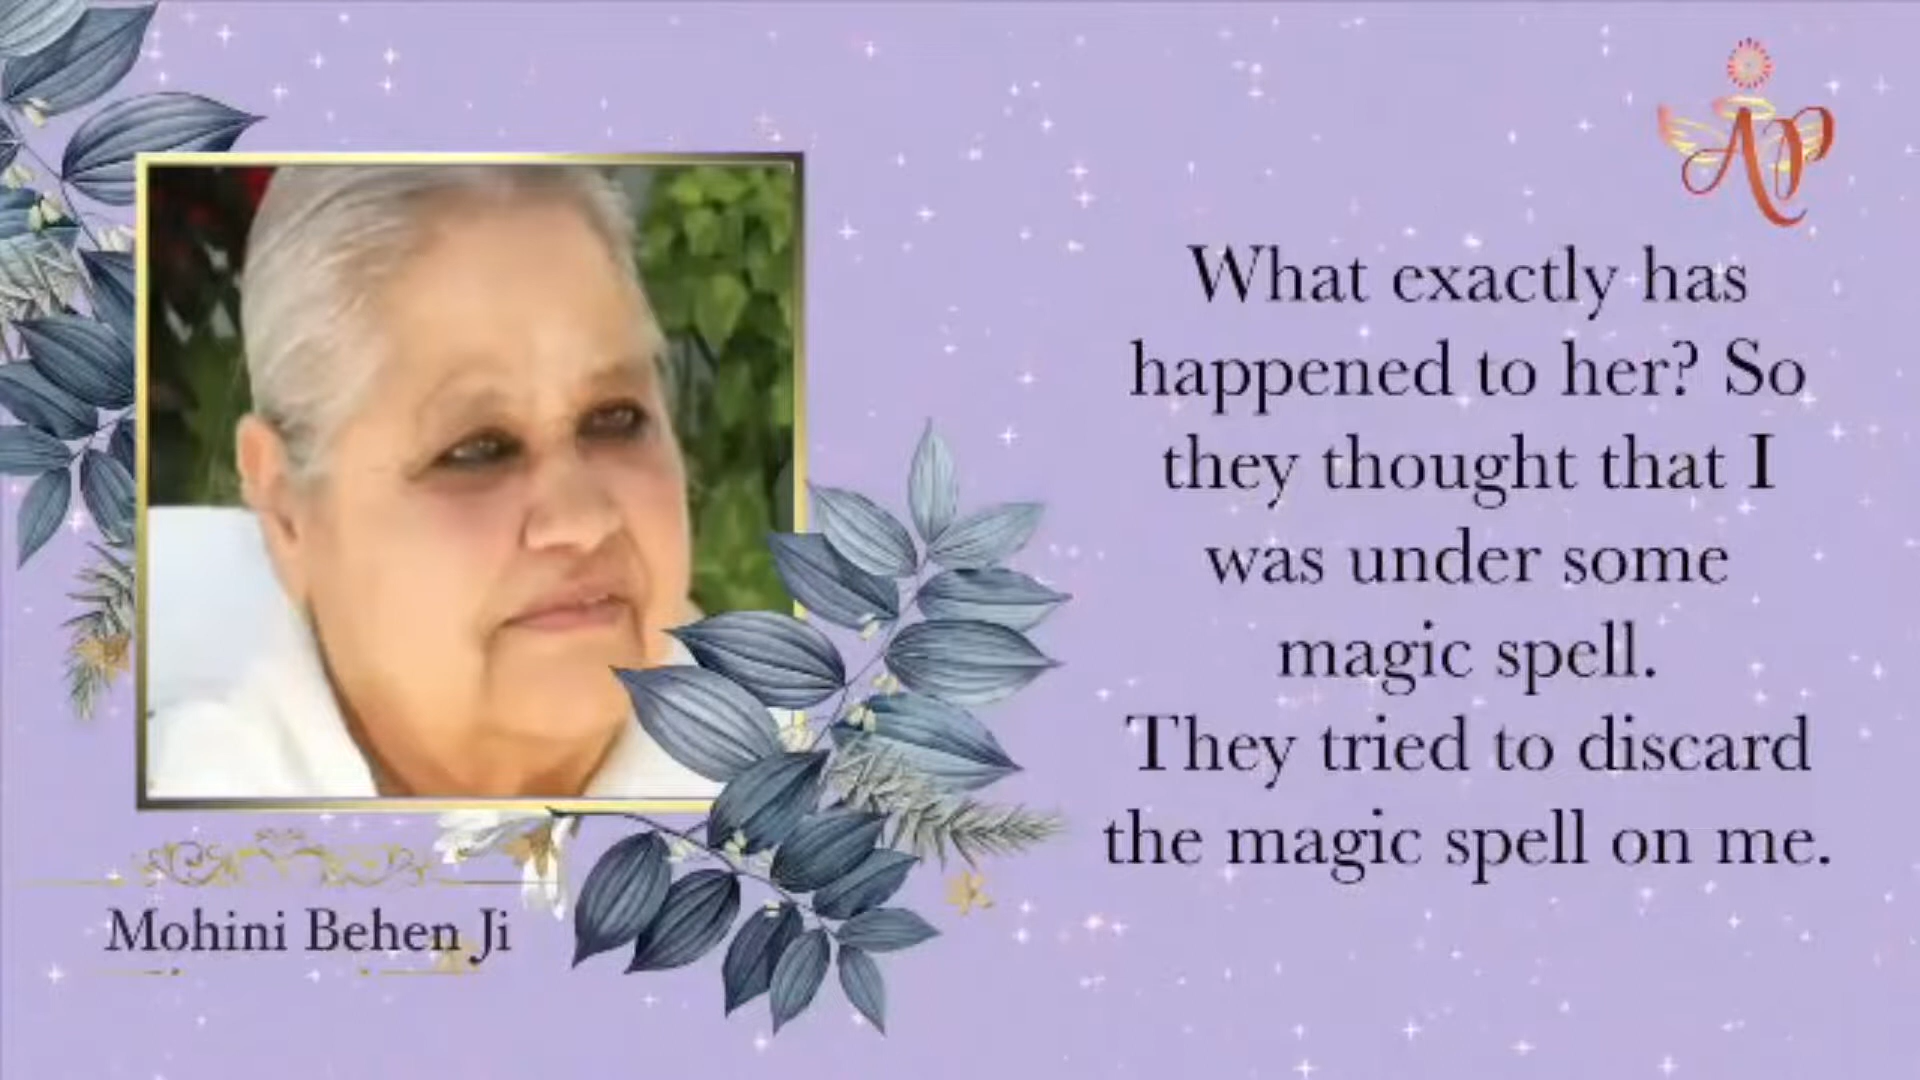 AP
What exactly has
happened to her? So
they thought that I
was under some
magic spell.
They tried to discard
the magic spell on me.
Mohini Behen Ji